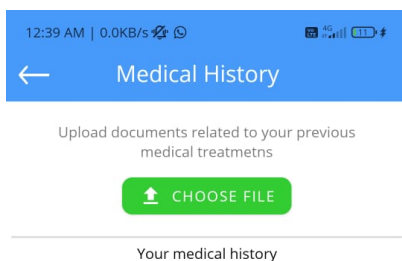 12:39 AM | 0.0KB/s
4G 11
Medical History
Upload documents related to your previous
medical treatmetns
CHOOSE FILE
Your medical history